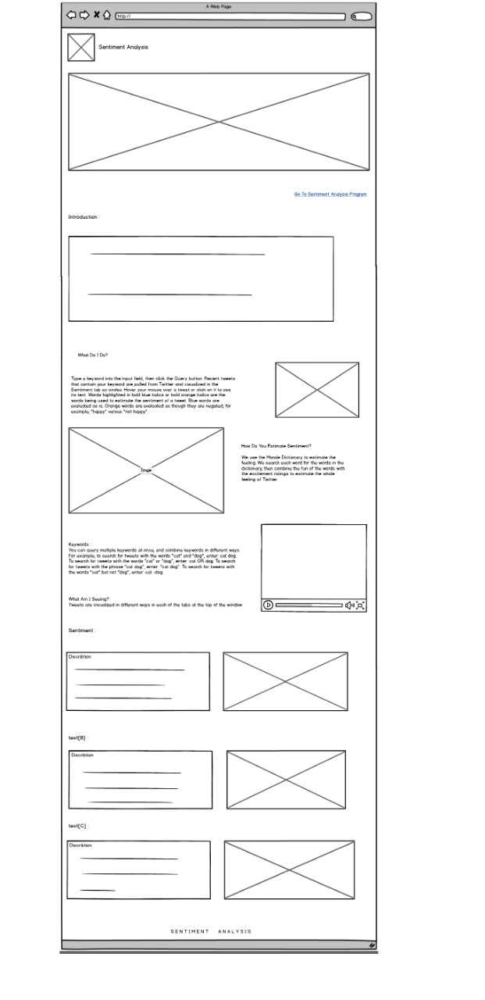 A Web Page
http://
Sentiment Analysis
Go To Sentiment Analysis Program
Introduction :
What Do I Do?
Type a keyword into the input field, then click the Query button. Recent tweets
that contain your keyword are pulled from Twitter and visualized in the
Sentiment tab as circles. Hover your mouse over a tweet or click on it to see
its text. Words highlighted in bold blue italics or bold orange italics are the
words being used to estimate the sentiment of a tweet. Blue words are
evaluated as-is. Orange words are evaluated as though they are negated, for
example, "happy" versus "not happy".
Image
How Do You Estimate Sentiment?
We use the Morale Dictionary to estimate the
feeling. We search each word for the words in the
dictionary, then combine the fun of the words with
the excitement ratings to estimate the whole
feeling of Twitter
Keywords :
You can query multiple keywords at once, and combine keywords in different ways.
For example, to search for tweets with the words "cat" and "dog", enter: cat dog.
To search for tweets with the words "cat" or "dog", enter: cat OR dog. To search
for tweets with the phrase "cat dog", enter: "cat dog". To search for tweets with
the words "cat" but not "dog", enter: cat -dog.
What Am I Seeing?
Tweets are visualized in different ways in each of the tabs at the top of the window
Sentiment :
Discribtion
text[B] :
Discribtion
text[C] :
Discribtion
SENTIMENT ANALYSIS